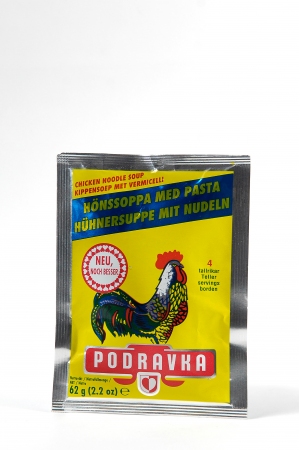 CHICKEN NOODLE SOUP
KIPPENSOEP MET VERMICELLI
HÖNSSOPPA MED PASTA
HÜHNERSUPPE MIT NUDELN
NEU,
NOCH BESSER
4
tallrikar
Teller
servings
borden
PODRAVKA
62 g (2.2 oz) e